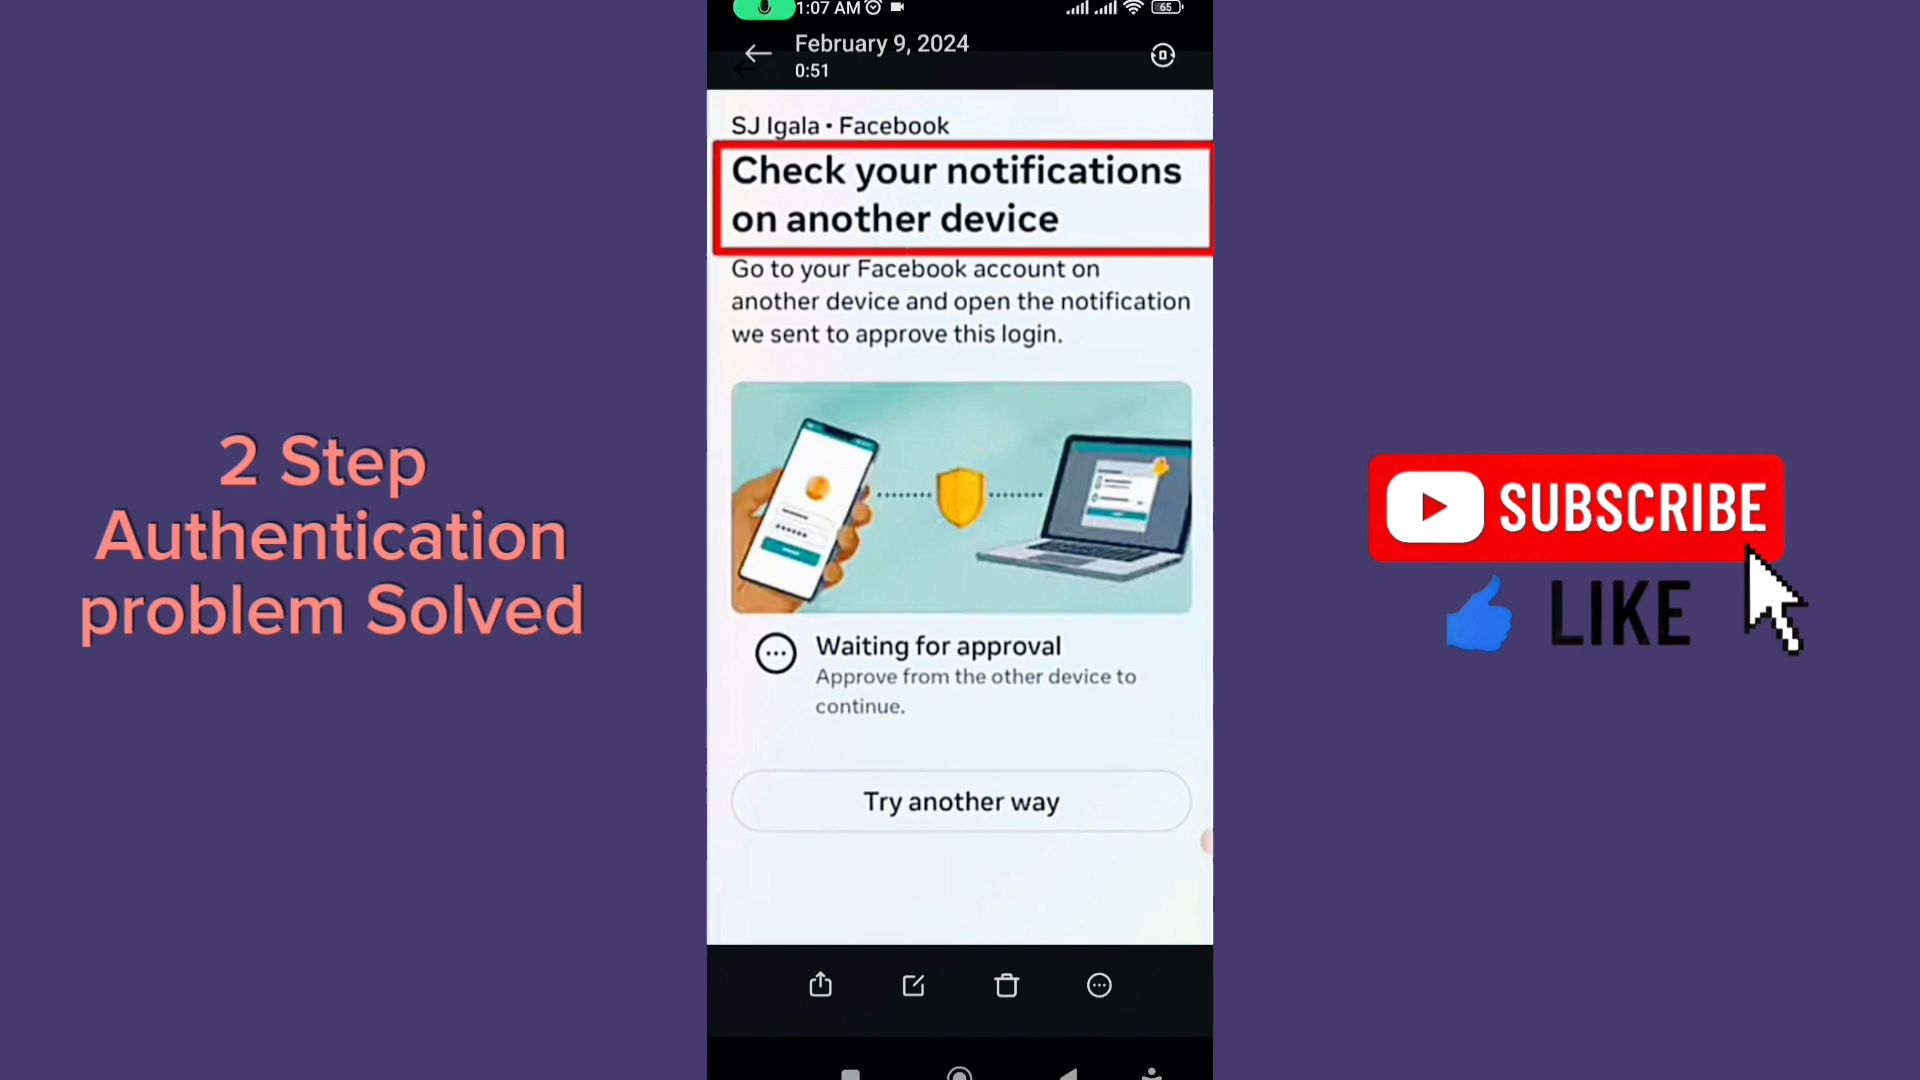 1:07 AM
65
February 9, 2024
0:51
SJ Igala • Facebook
Check your notifications
on another device
Go to your Facebook account on
another device and open the notification
we sent to approve this login.
Waiting for approval
Approve from the other device to
continue.
Try another way
2 Step
Authentication
problem Solved
SUBSCRIBE
LIKE